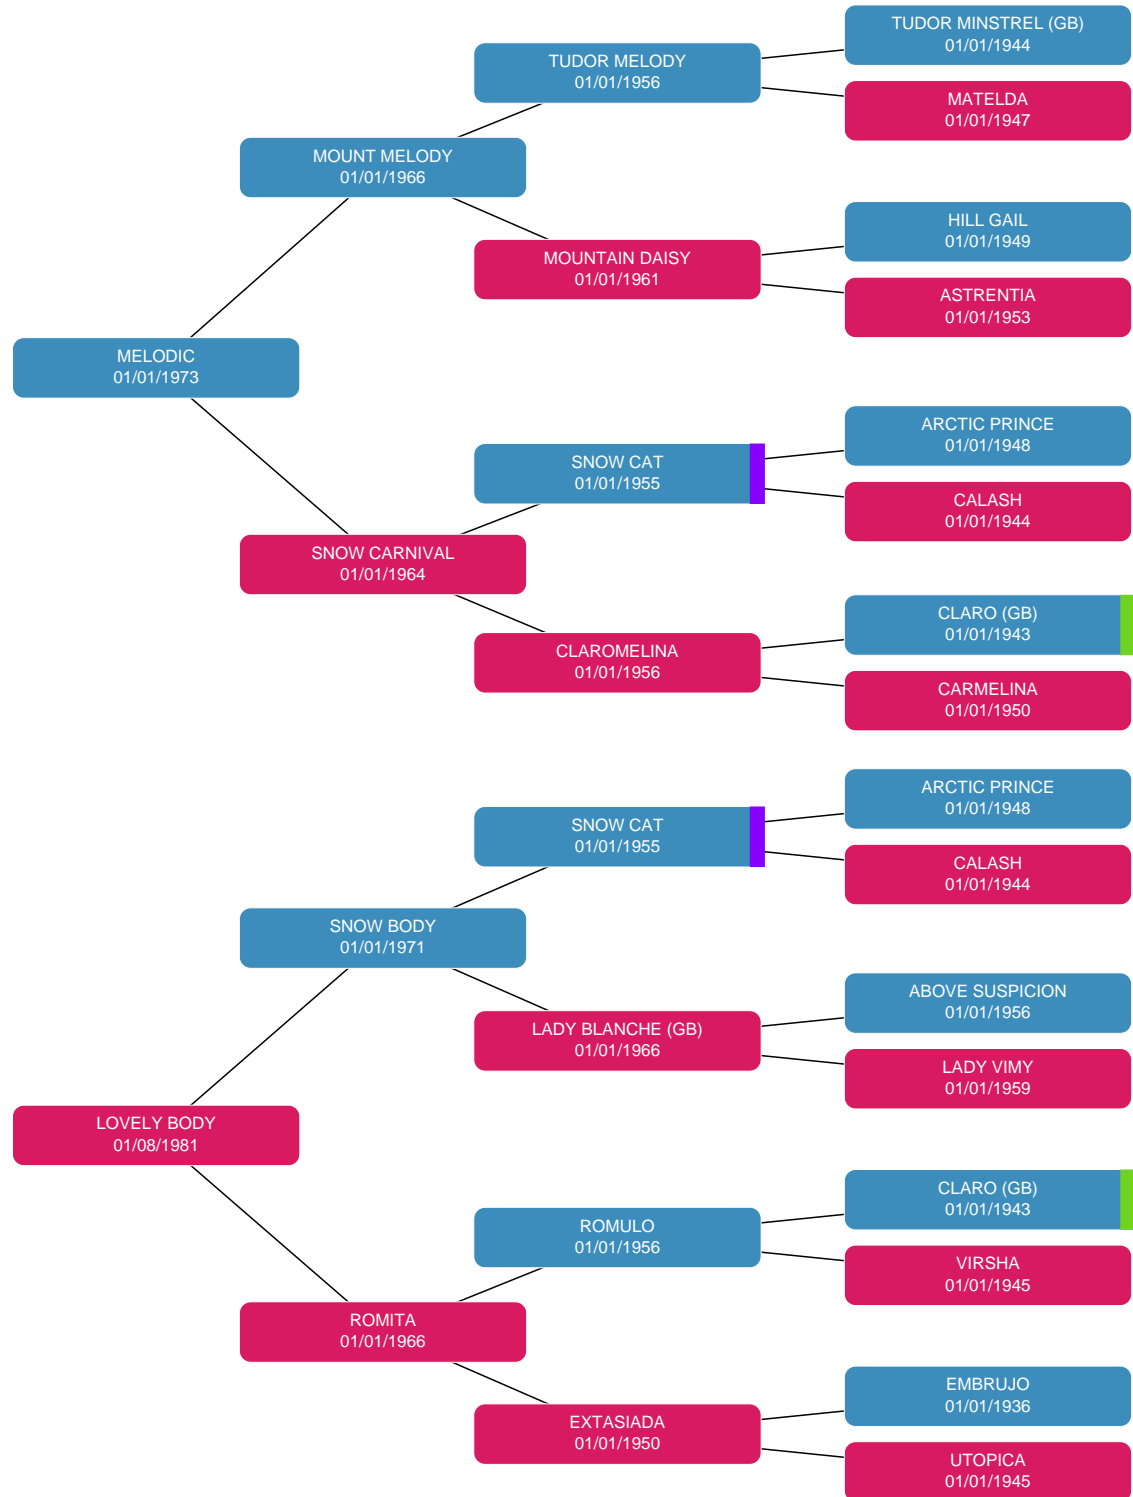 TUDOR MINSTREL (GB)
01/01/1944
TUDOR MELODY
01/01/1956
MATELDA
01/01/1947
MOUNT MELODY
01/01/1966
HILL GAIL
01/01/1949
MOUNTAIN DAISY
01/01/1961
ASTRENTIA
01/01/1953
MELODIC
01/01/1973
ARCTIC PRINCE
01/01/1948
SNOW CAT
01/01/1955
CALASH
01/01/1944
SNOW CARNIVAL
01/01/1964
CLARO (GB)
01/01/1943
CLAROMELINA
01/01/1956
CARMELINA
01/01/1950
ARCTIC PRINCE
01/01/1948
SNOW CAT
01/01/1955
CALASH
01/01/1944
SNOW BODY
01/01/1971
ABOVE SUSPICION
01/01/1956
LADY BLANCHE (GB)
01/01/1966
LADY VIMY
01/01/1959
LOVELY BODY
01/08/1981
CLARO (GB)
01/01/1943
ROMULO
01/01/1956
VIRSHA
01/01/1945
ROMITA
01/01/1966
EMBRUJO
01/01/1936
EXTASIADA
01/01/1950
UTOPICA
01/01/1945